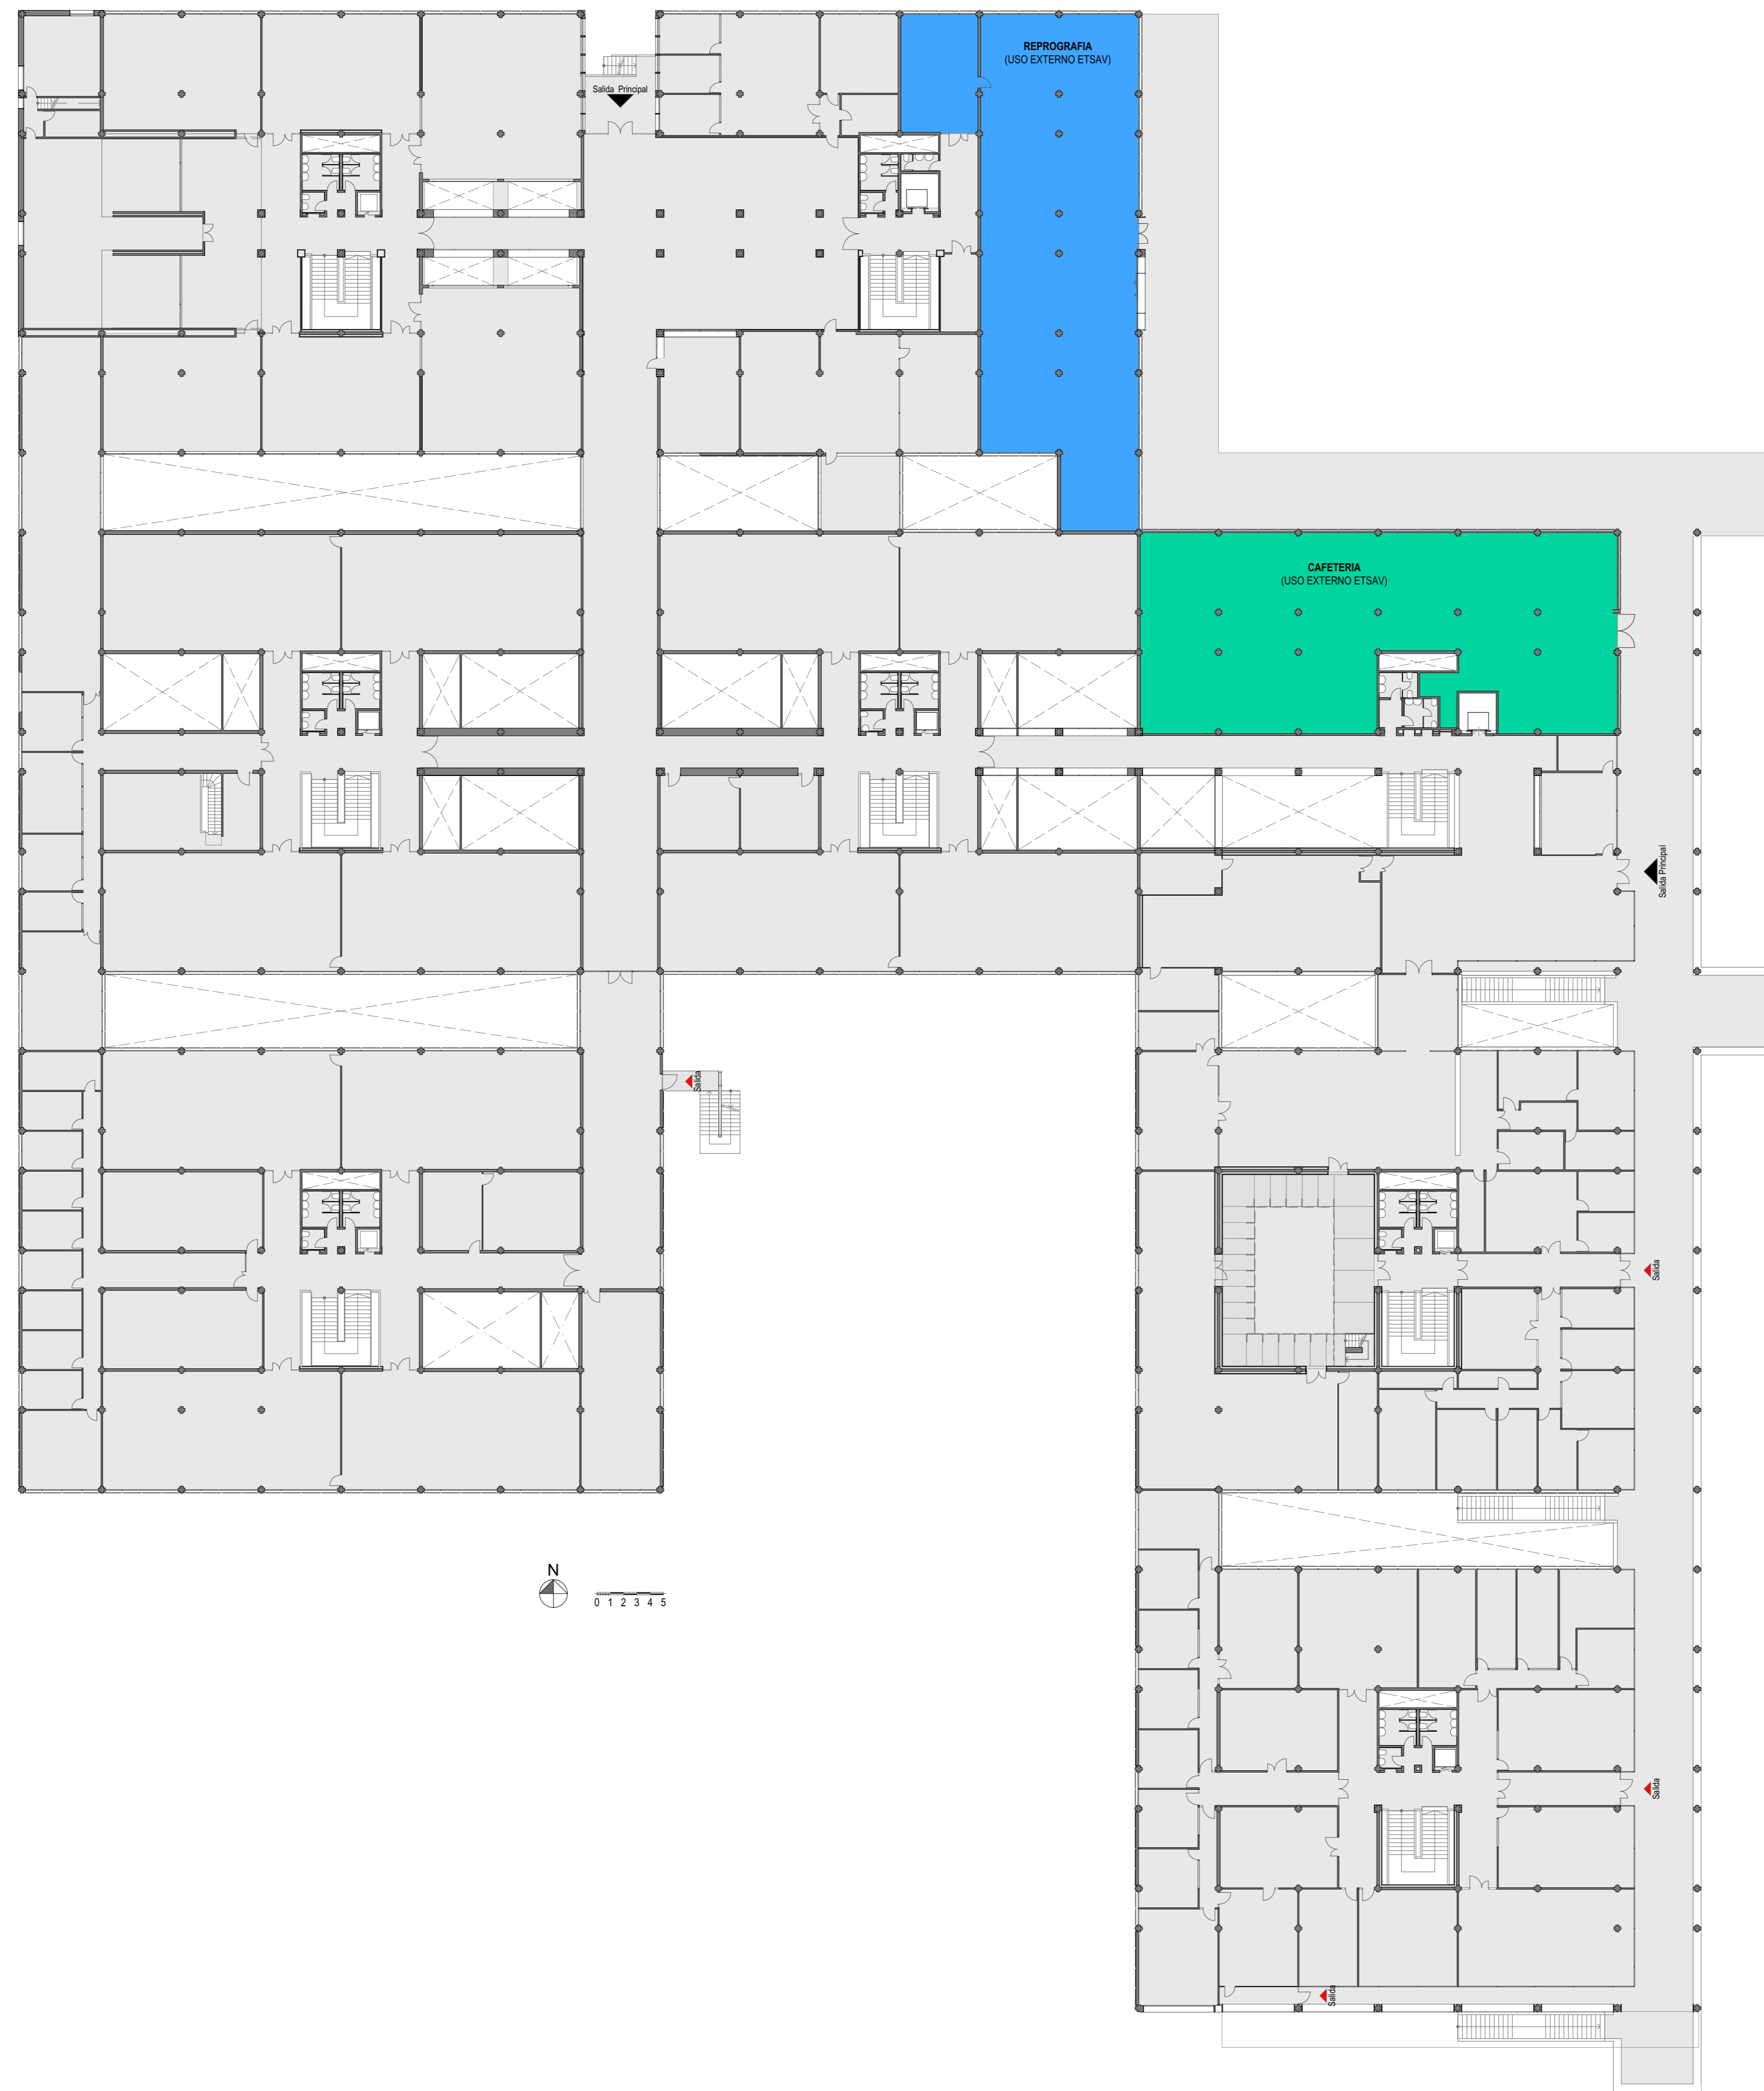 REPROGRAFIA
(USO EXTERNO ETSAV)
Salida Principal
CAFETERIA
(USO EXTERNO ETSAV)
Salida Principal
Salida
Salida
N
0 1 2 3 4 5
Salida
Salida